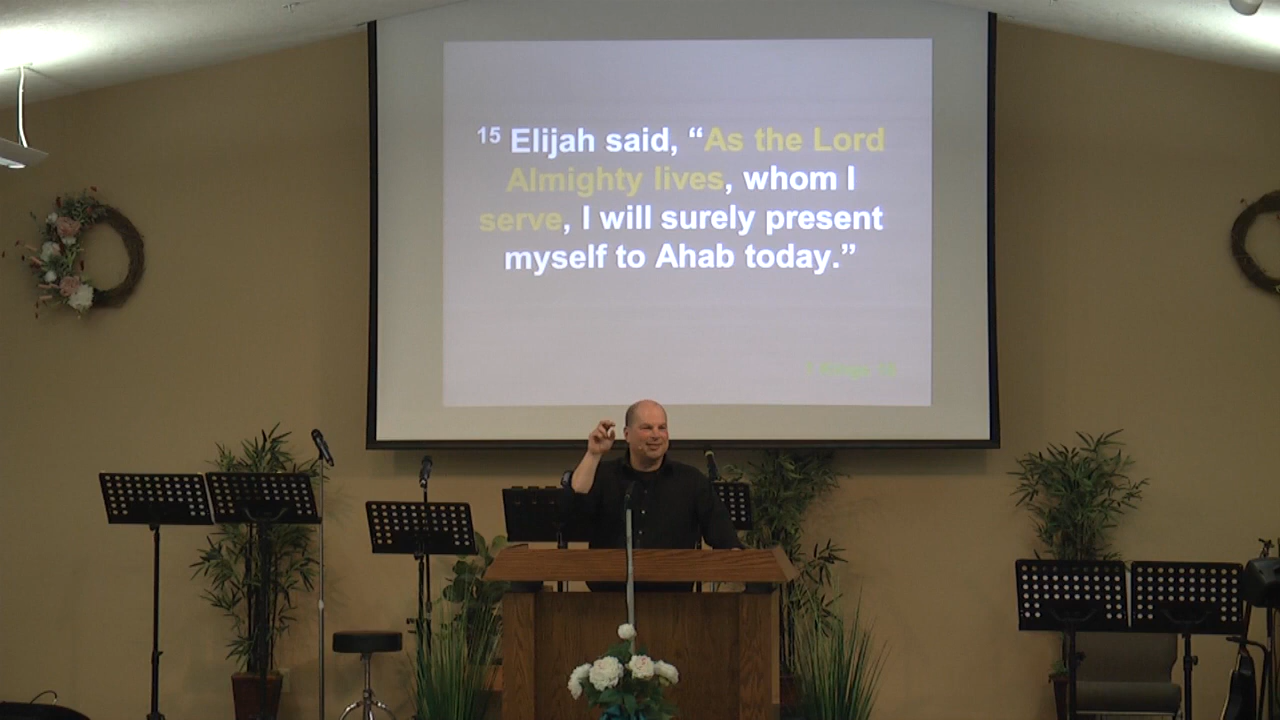 15 Elijah said, “As the Lord
Almighty lives, whom I
serve, I will surely present
myself to Ahab today.”